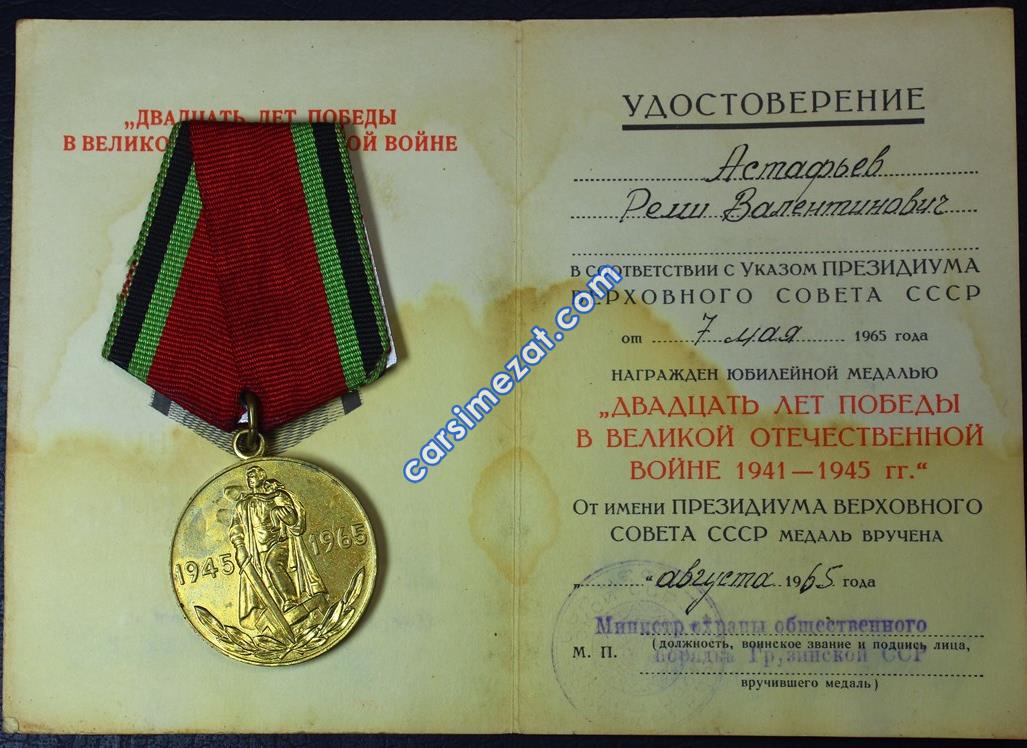 „ДВАДЦАТЬ ЛЕТ ПОБЕДЫ
В ОЙ ВОЙНЕ
1945 1965
УДОСТОВЕРЕНИЕ
Астафьев
Реми Валентинович
В СООТВЕТСТВИИ С УКАЗОМ ПРЕЗИДИУМА
ВЕРХОВНОГО СОВЕТА СССР
от 7 мая 1965 года
НАГРАЖДЕН ЮБИЛЕЙНОЙ МЕДАЛЬЮ
„ДВАДЦАТЬ ЛЕТ ПОБЕДЫ
В ВЕЛИКОЙ ОТЕЧЕСТВЕННОЙ
ВОЙНЕ 1941—1945 гг.“
ОТ ИМЕНИ ПРЕЗИДИУМА ВЕРХОВНОГО
СОВЕТА СССР МЕДАЛЬ ВРУЧЕНА
„ “ августа 1965 года
Министр охраны общественного
М. П. (должность, воинское звание и подпись лица,
порядка Грузинской ССР
вручившего медаль)
carsimezat.com